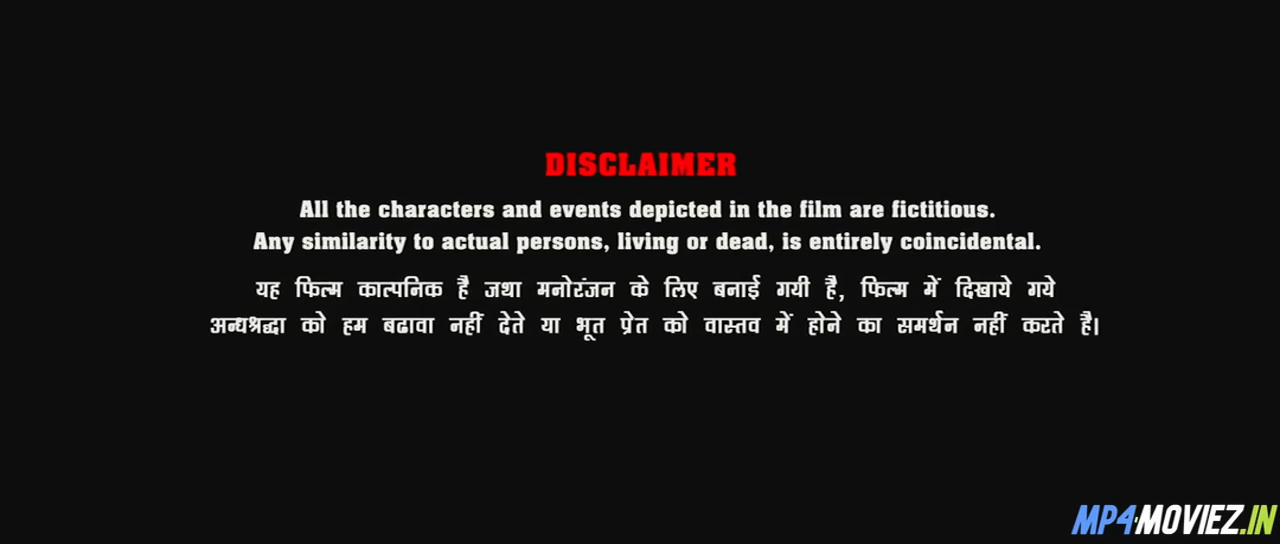 DISCLAIMER
All the characters and events depicted in the film are fictitious.
Any similarity to actual persons, living or dead, is entirely coincidental.
यह फिल्म काल्पनिक है जथा मनोरंजन के लिए बनाई गयी है, फिल्म में दिखाये गये
अन्धश्रद्धा को हम बढावा नहीं देते या भूत प्रेत को वास्तव में होने का समर्थन नहीं करते है।
MP4MOVIEZ.IN